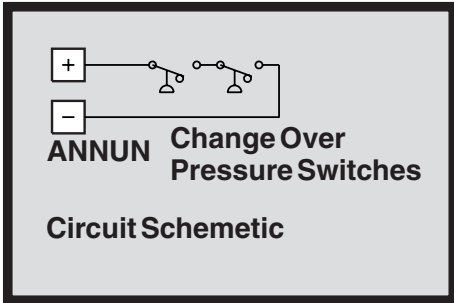 +
−
ANNUN
Change Over
Pressure Switches
Circuit Schemetic